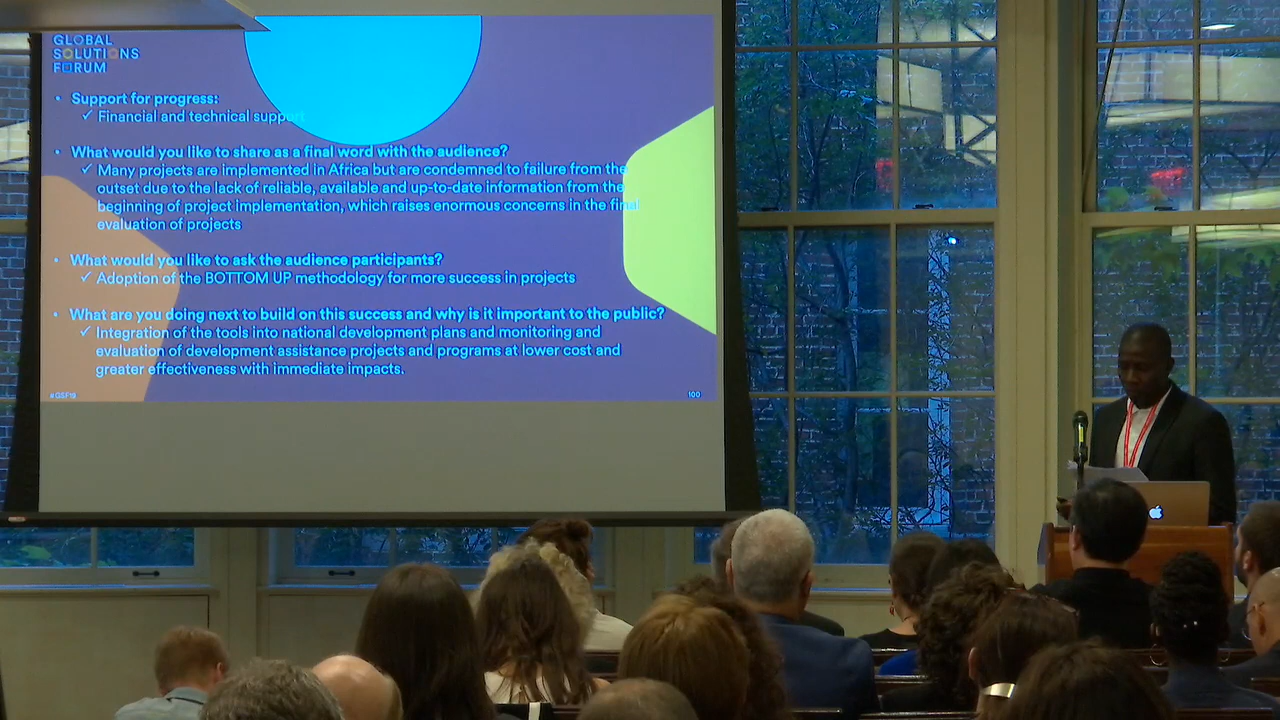 GLOBAL
SOLUTIONS
FORUM
• Support for progress:
✓ Financial and technical support
• What would you like to share as a final word with the audience?
✓ Many projects are implemented in Africa but are condemned to failure from the
outset due to the lack of reliable, available and up-to-date information from the
beginning of project implementation, which raises enormous concerns in the final
evaluation of projects
• What would you like to ask the audience participants?
✓ Adoption of the BOTTOM UP methodology for more success in projects
• What are you doing next to build on this success and why is it important to the public?
✓ Integration of the tools into national development plans and monitoring and
evaluation of development assistance projects and programs at lower cost and
greater effectiveness with immediate impacts.
#GSF19
100